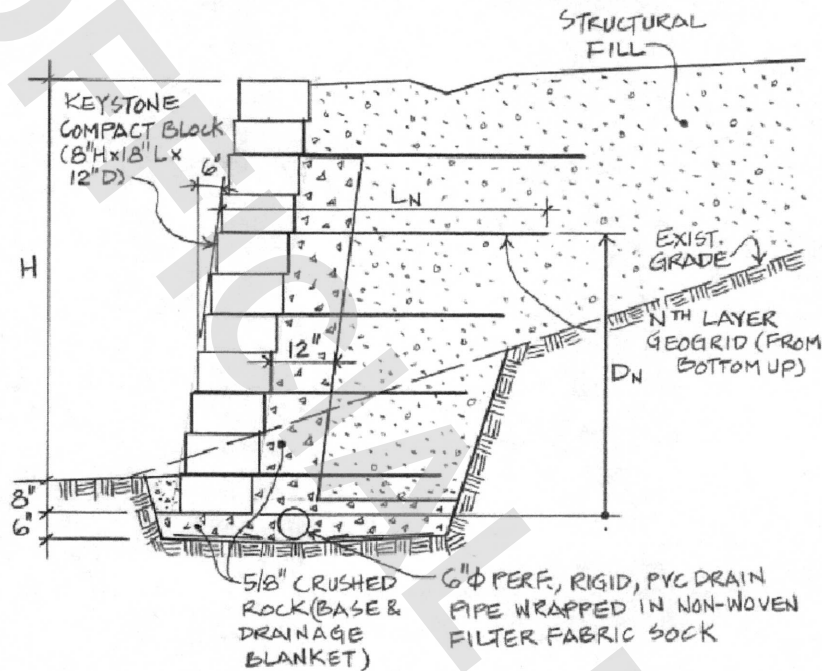 STRUCTURAL
FILL
KEYSTONE
COMPACT BLOCK
(8"H x 18"L x
12"D)
6°
LN
H
EXIST.
GRADE
NTH LAYER
GEOGRID (FROM
BOTTOM UP)
12"
DN
8"
6"
5/8" CRUSHED
ROCK (BASE &
DRAINAGE
BLANKET)
6"Φ PERF., RIGID, PVC DRAIN
PIPE WRAPPED IN NON-WOVEN
FILTER FABRIC SOCK